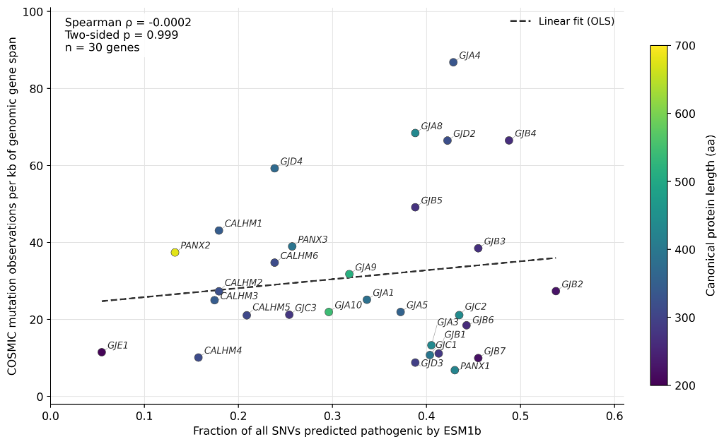 Spearman ρ = -0.0002
Two-sided p = 0.999
n = 30 genes
Linear fit (OLS)
GJA4
GJA8
GJD2
GJB4
GJD4
GJB5
CALHM1
PANX2
PANX3
GJB3
CALHM6
GJA9
CALHM2
GJB2
CALHM3
GJA1
CALHM5
GJC3
GJA10
GJA5
GJC2
GJA3
GJB6
GJB1
GJC1
GJE1
CALHM4
GJD3
GJB7
PANX1
100
80
60
40
20
0
0.0
0.1
0.2
0.3
0.4
0.5
0.6
Fraction of all SNVs predicted pathogenic by ESM1b
COSMIC mutation observations per kb of genomic gene span
700
600
500
400
300
200
Canonical protein length (aa)